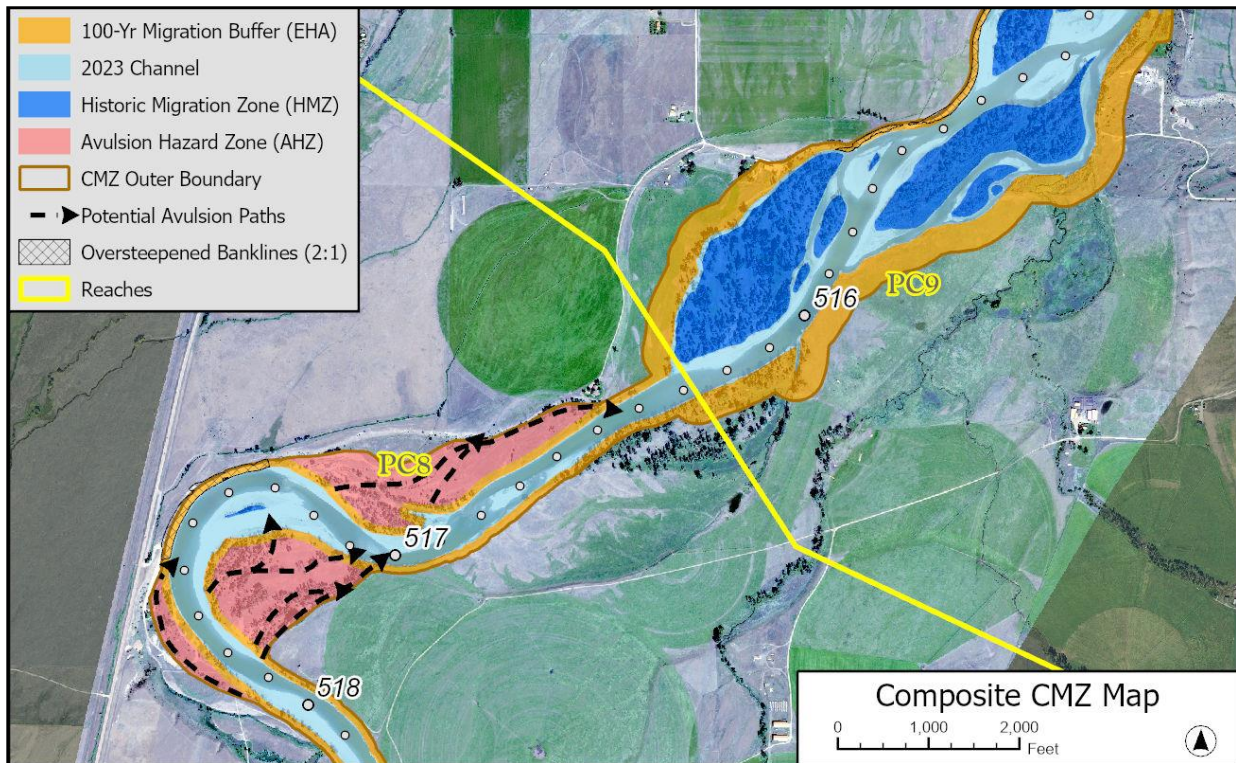 100-Yr Migration Buffer (EHA)
2023 Channel
Historic Migration Zone (HMZ)
Avulsion Hazard Zone (AHZ)
CMZ Outer Boundary
Potential Avulsion Paths
Oversteepened Banklines (2:1)
Reaches
PC9
516
PC8
517
518
Composite CMZ Map
0 1,000 2,000
Feet